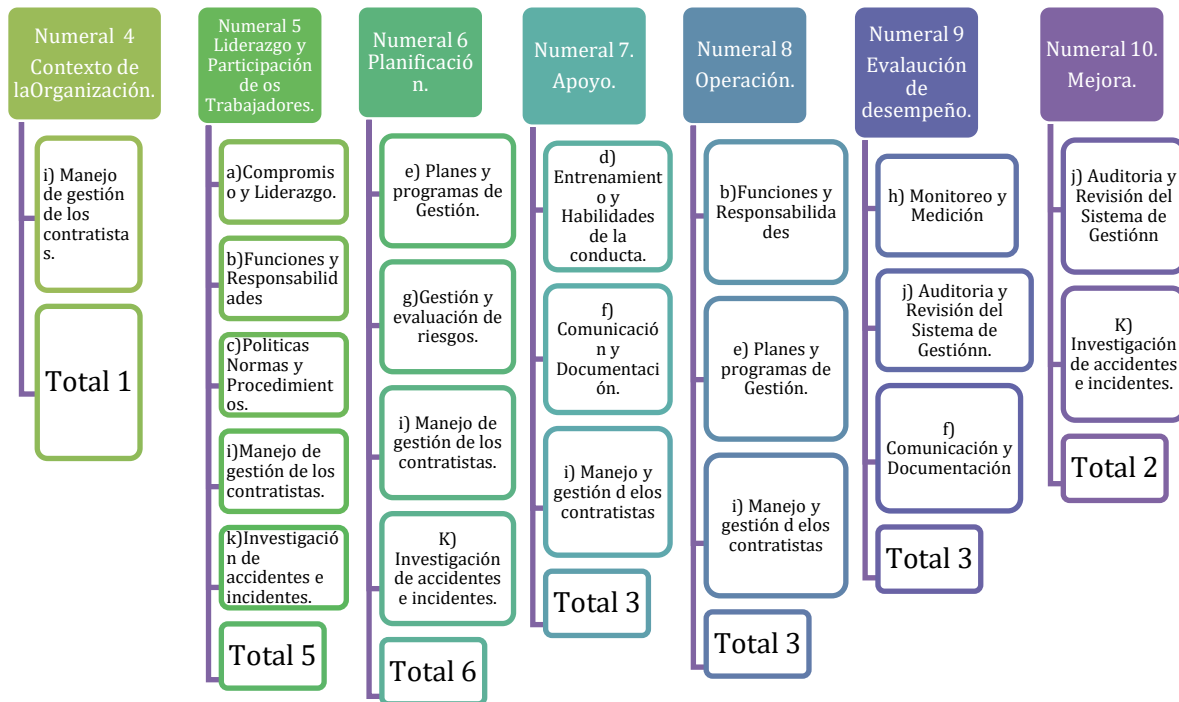 Numeral 4
Contexto de
laOrganización.
i) Manejo
de gestión
de los
contratista
s.
Total 1
Numeral 5
Liderazgo y
Participación
de os
Trabajadores.
a)Compromis
o y Liderazgo.
b)Funciones y
Responsabilid
ades
c)Politicas
Normas y
Procedimient
os.
i)Manejo de
gestión de los
contratistas.
k)Investigació
n de
accidentes e
incidentes.
Total 5
Numeral 6
Planificació
n.
e) Planes y
programas de
Gestión.
g)Gestión y
evaluación de
riesgos.
i) Manejo de
gestión de los
contratistas.
K)
Investigación
de accidentes
e incidentes.
Total 6
Numeral 7.
Apoyo.
d)
Entrenamient
o y
Habilidades
de la
conducta.
f)
Comunicació
n y
Documentaci
ón.
i) Manejo y
gestión d elos
contratistas
Total 3
Numeral 8
Operación.
b)Funciones y
Responsabilida
des
e) Planes y
programas de
Gestión.
i) Manejo y
gestión d elos
contratistas
Total 3
Numeral 9
Evalaución
de
desempeño.
h) Monitoreo y
Medición
j) Auditoria y
Revisión del
Sistema de
Gestiónn.
f)
Comunicación y
Documentación
Total 3
Numeral 10.
Mejora.
j) Auditoria y
Revisión del
Sistema de
Gestiónn
K)
Investigación
de accidentes
e incidentes.
Total 2